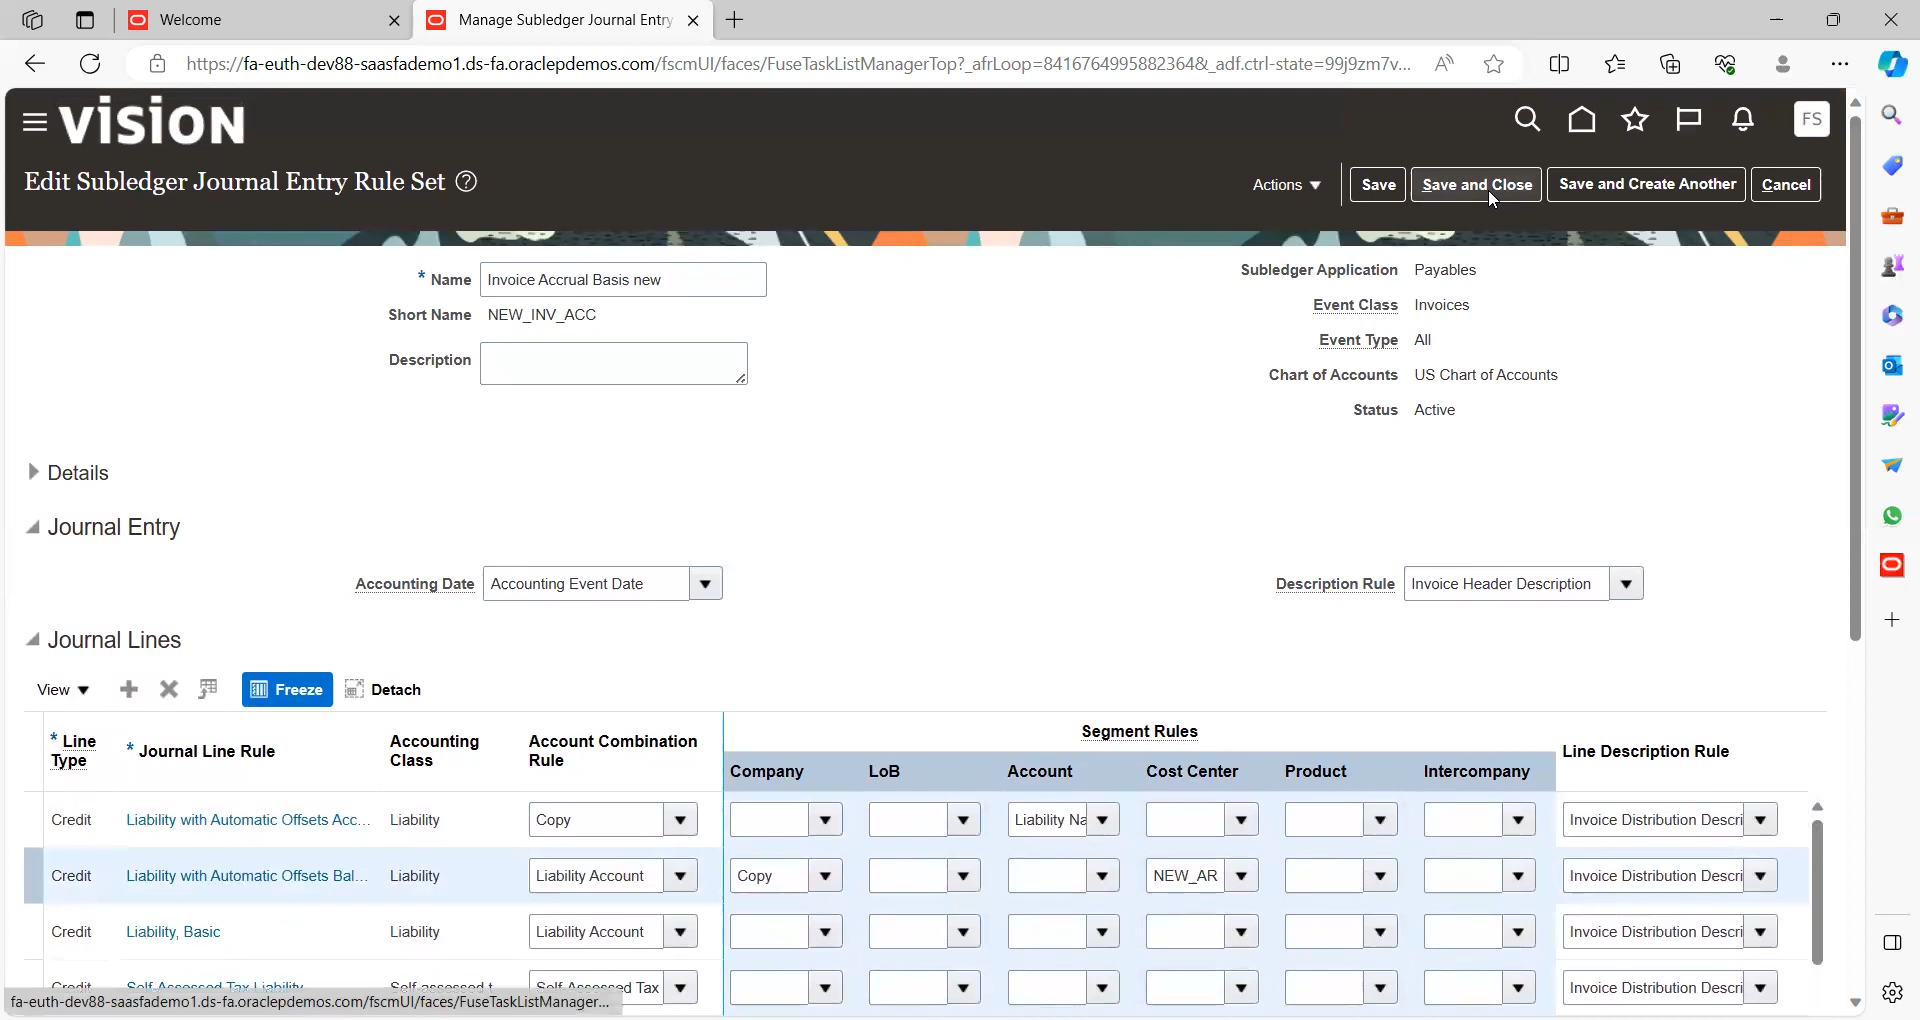 Welcome
Manage Subledger Journal Entry
https://fa-euth-dev88-saasfademo1.ds-fa.oraclepdemos.com/fscmUI/faces/FuseTaskListManagerTop?_afrLoop=8416764995882364&_adf.ctrl-state=99j9zm7v...
VISION
FS
Edit Subledger Journal Entry Rule Set
Actions Save Save and Close Save and Create Another Cancel
* Name Invoice Accrual Basis new
Short Name NEW_INV_ACC
Description
Subledger Application Payables
Event Class Invoices
Event Type All
Chart of Accounts US Chart of Accounts
Status Active
Details
Journal Entry
Accounting Date Accounting Event Date
Description Rule Invoice Header Description
Journal Lines
View Freeze Detach
* Line Type * Journal Line Rule Accounting Class Account Combination Rule Segment Rules Line Description Rule
Company LoB Account Cost Center Product Intercompany
Credit Liability with Automatic Offsets Acc... Liability Copy Liability Na Invoice Distribution Descri
Credit Liability with Automatic Offsets Bal... Liability Liability Account Copy NEW_AR Invoice Distribution Descri
Credit Liability, Basic Liability Liability Account Invoice Distribution Descri
Credit Self-Assessed Tax Liability Self-assessed t Self-Assessed Tax Invoice Distribution Descri
fa-euth-dev88-saasfademo1.ds-fa.oraclepdemos.com/fscmUI/faces/FuseTaskListManager...